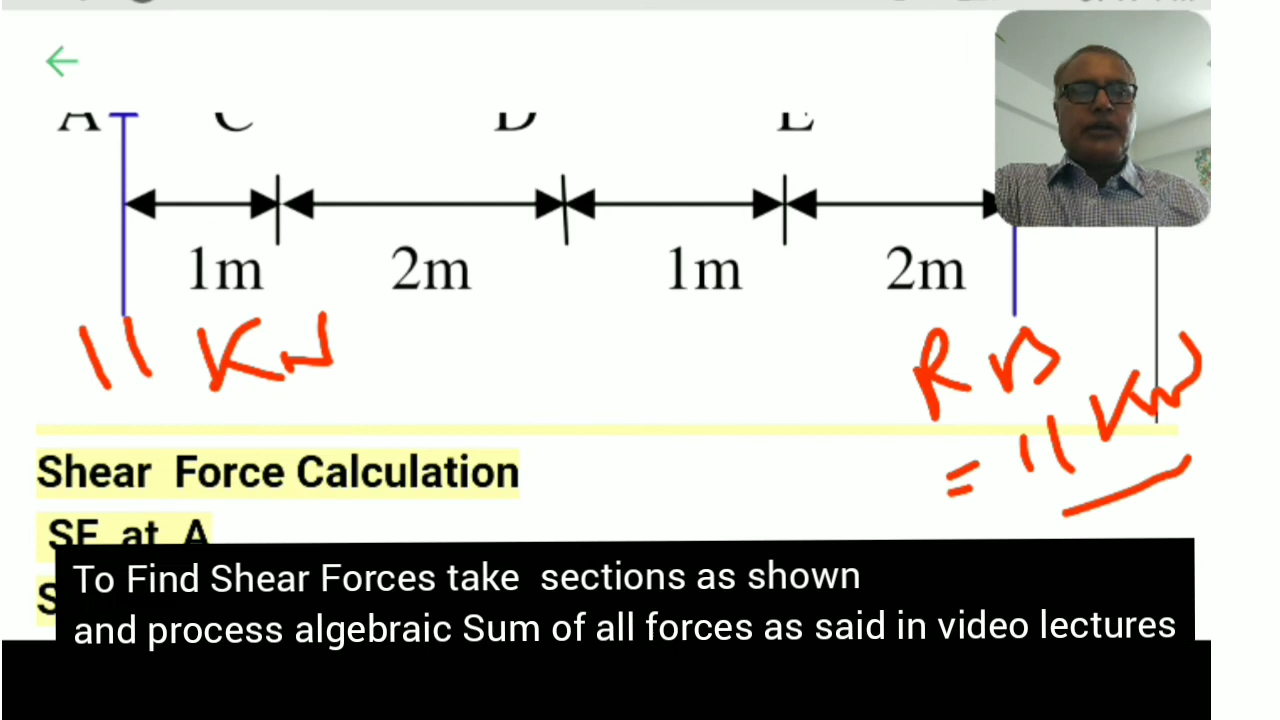 A C D E
1m 2m 1m 2m
11 KN
RB
= 11 KN
Shear Force Calculation
SF at A
S
To Find Shear Forces take sections as shown
and process algebraic Sum of all forces as said in video lectures